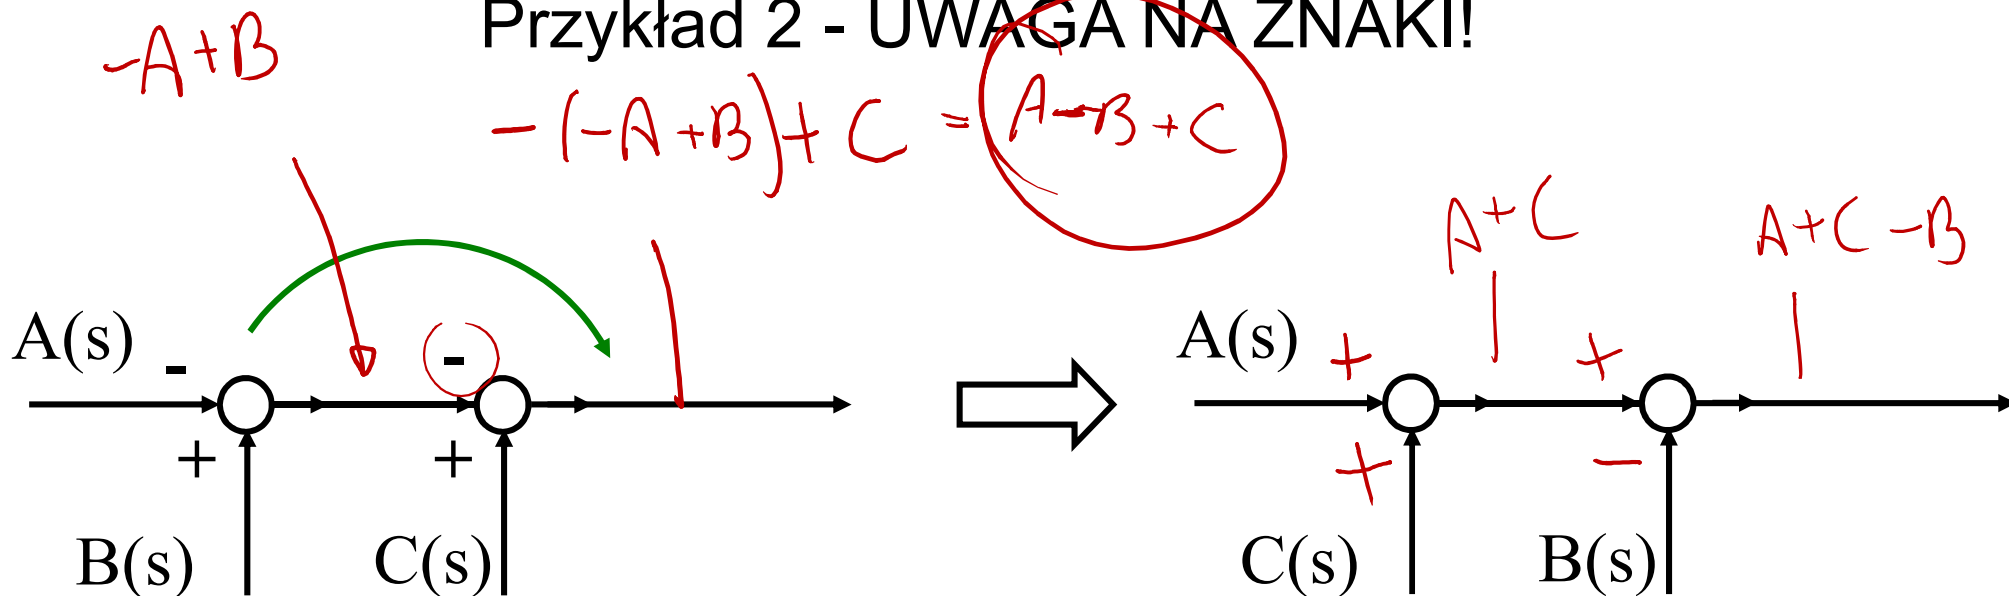 Przykład 2 - UWAGA NA ZNAKI!
-A+B
-(-A+B)+C = A-B+C
A+C
A+C-B
A(s) - -
+ +
B(s) C(s)
A(s) + +
+ -
C(s) B(s)